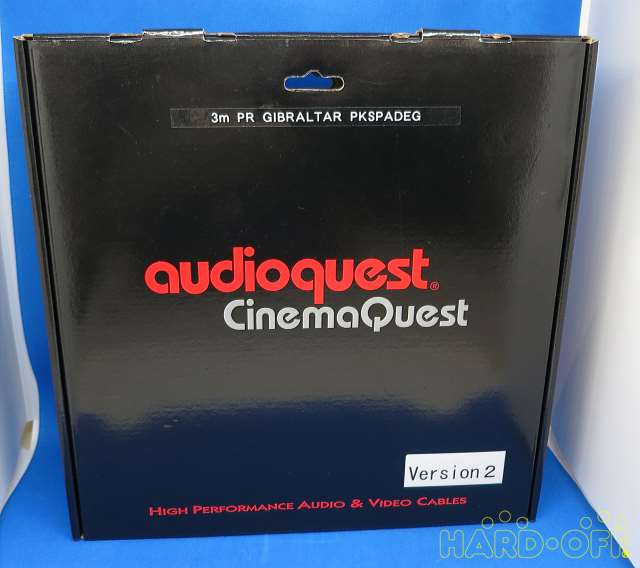 3m PR GIBRALTAR PKSPADEG
audioquest®
CinemaQuest
Version 2
HIGH PERFORMANCE AUDIO & VIDEO CABLES
HARD-OFF